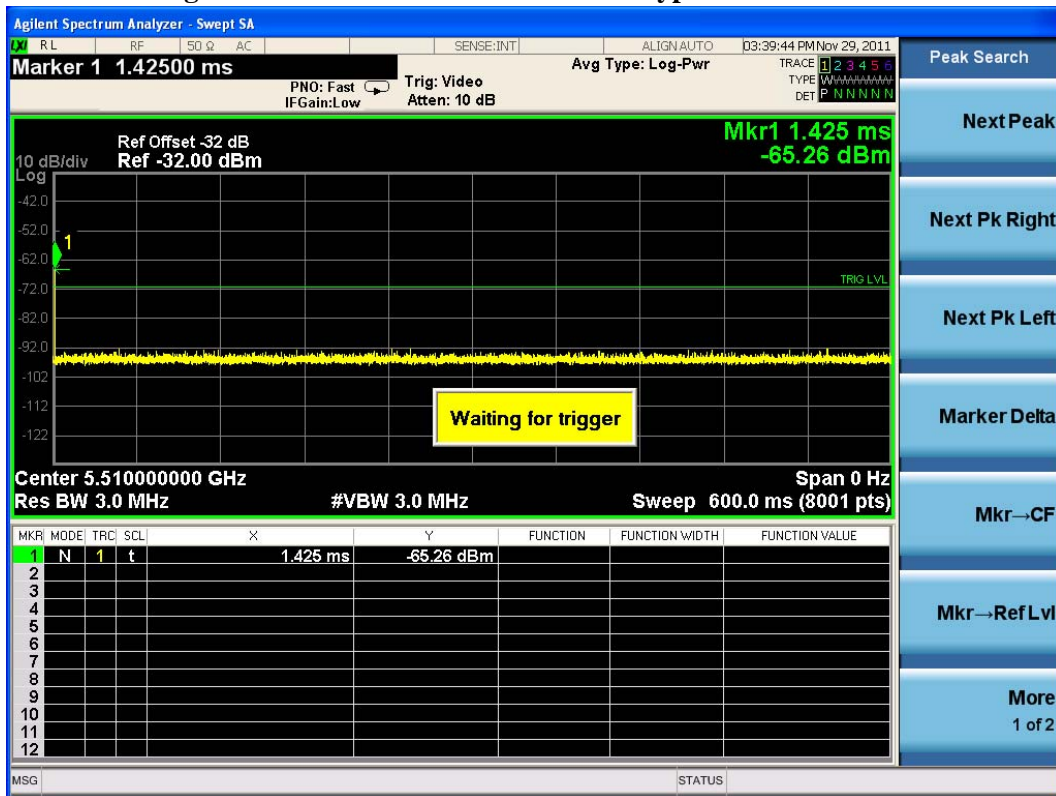 Agilent Spectrum Analyzer - Swept SA
LXI RL RF 50 Ω AC SENSE:INT ALIGN AUTO 03:39:44 PM Nov 29, 2011
Marker 1 1.42500 ms
PNO: Fast
IFGain:Low
Trig: Video
Atten: 10 dB
Avg Type: Log-Pwr
TRACE 1 2 3 4 5 6
TYPE WWWWWW
DET P N N N N N
Ref Offset -32 dB
10 dB/div Ref -32.00 dBm
Log
Mkr1 1.425 ms
-65.26 dBm
-42.0
-52.0
1
-62.0
-72.0
TRIG LVL
-82.0
-92.0
-102
-112
-122
Waiting for trigger
Center 5.510000000 GHz Span 0 Hz
Res BW 3.0 MHz #VBW 3.0 MHz Sweep 600.0 ms (8001 pts)
MKR MODE TRC SCL X Y FUNCTION FUNCTION WIDTH FUNCTION VALUE
1 N 1 t 1.425 ms -65.26 dBm
2
3
4
5
6
7
8
9
10
11
12
MSG STATUS
Peak Search
Next Peak
Next Pk Right
Next Pk Left
Marker Delta
Mkr→CF
Mkr→Ref Lvl
More
1 of 2